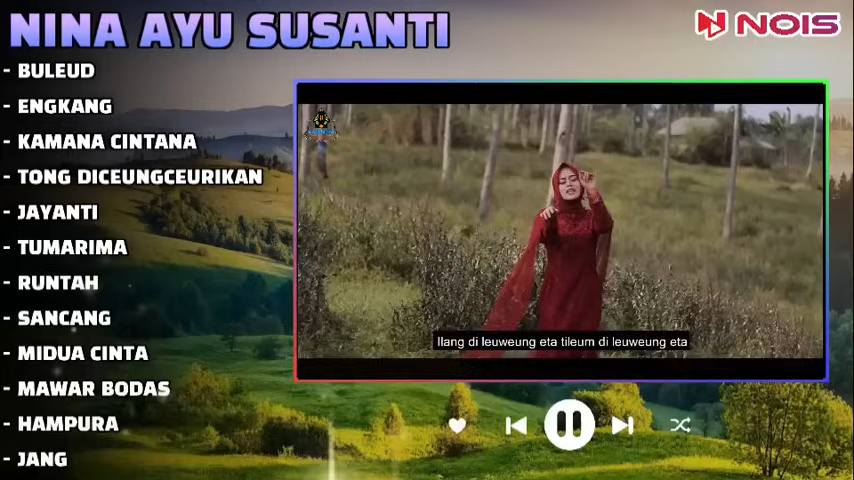 NINA AYU SUSANTI
NOIS
- BULEUD
- ENGKANG
- KAMANA CINTANA
- TONG DICEUNGCEURIKAN
- JAYANTI
- TUMARIMA
- RUNTAH
- SANCANG
- MIDUA CINTA
- MAWAR BODAS
- HAMPURA
- JANG
Ilang di leuweung eta tileum di leuweung eta